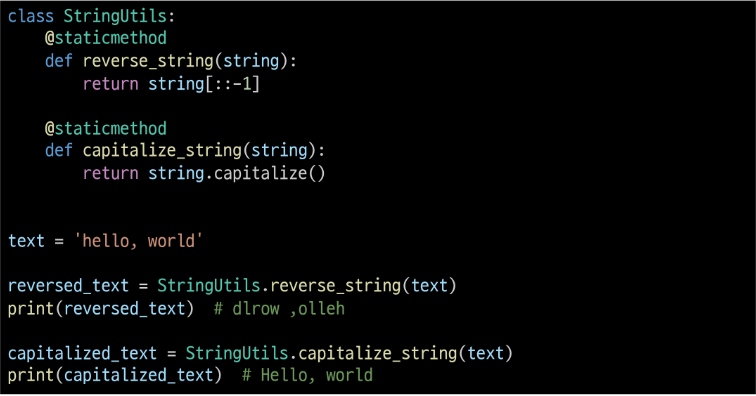 class StringUtils:
    @staticmethod
    def reverse_string(string):
        return string[::-1]

    @staticmethod
    def capitalize_string(string):
        return string.capitalize()


text = 'hello, world'

reversed_text = StringUtils.reverse_string(text)
print(reversed_text)  # dlrow ,olleh

capitalized_text = StringUtils.capitalize_string(text)
print(capitalized_text)  # Hello, world